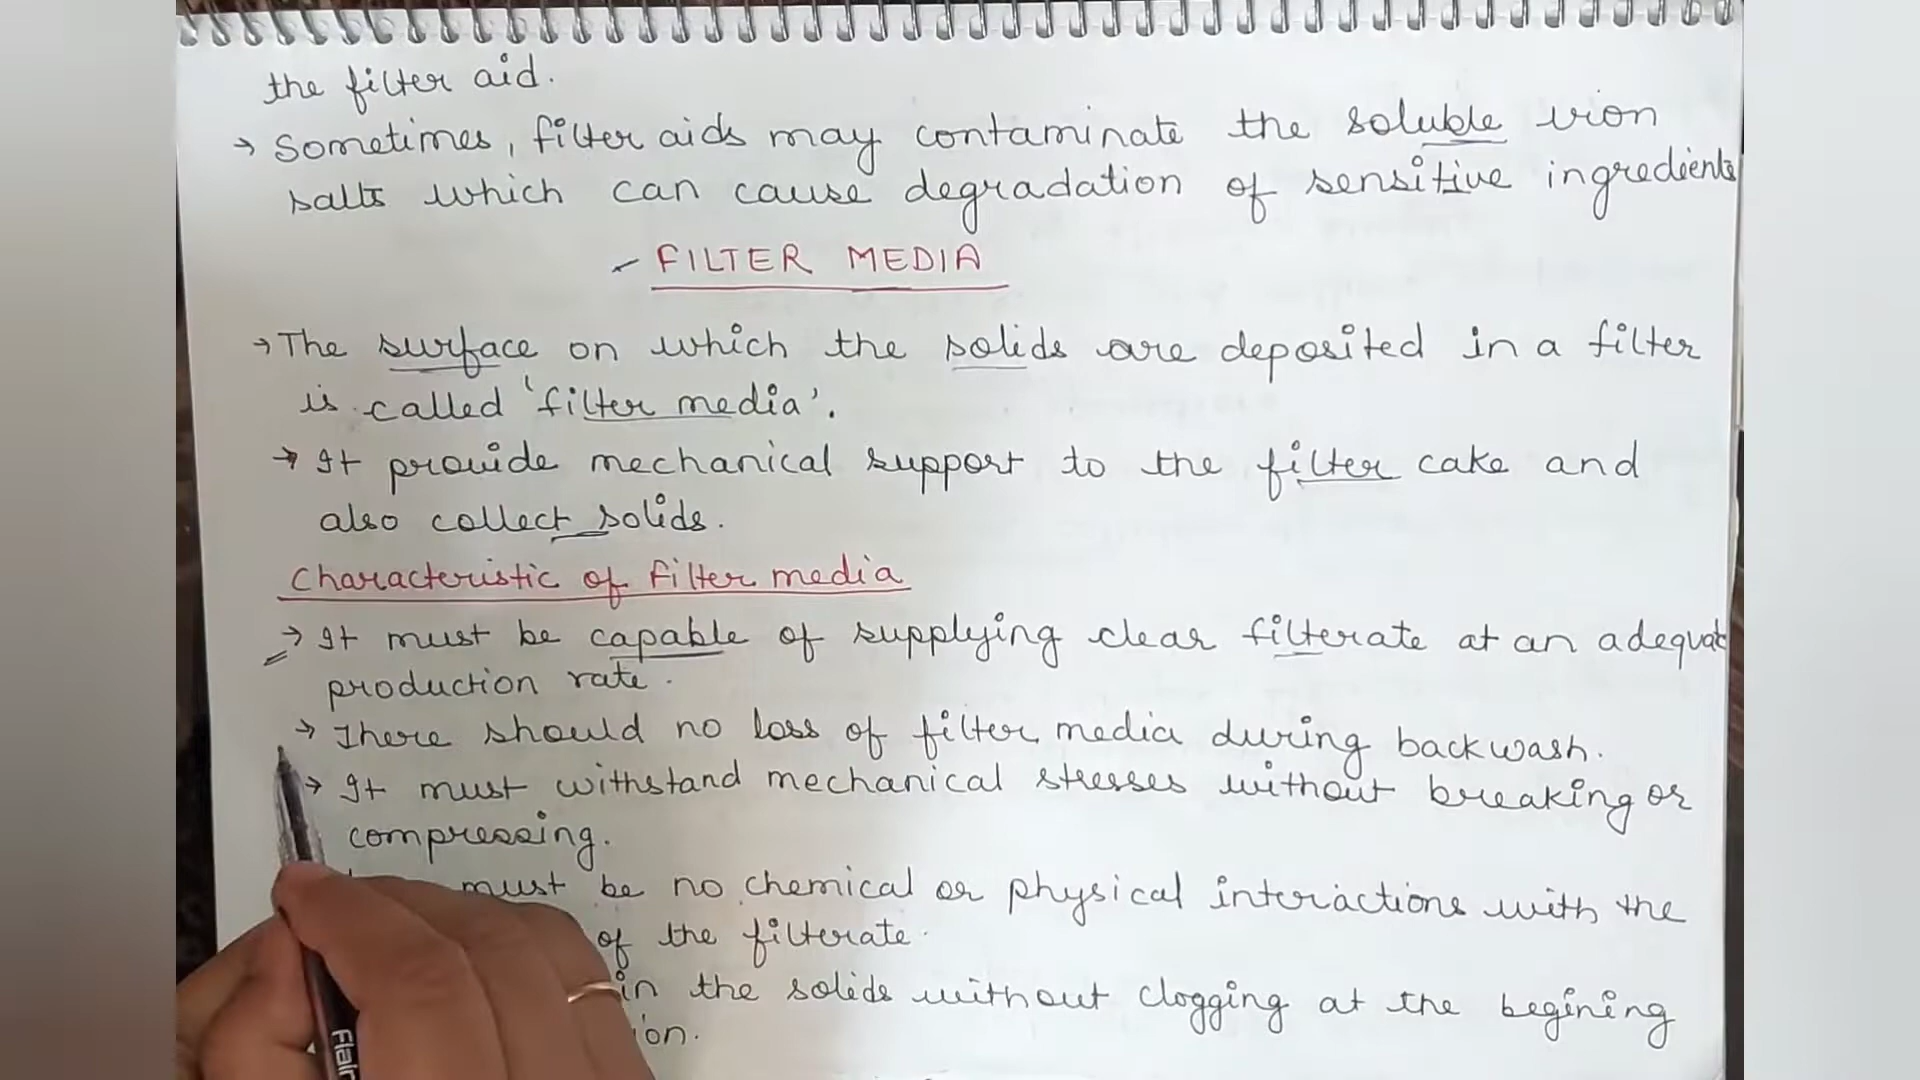 the filter aid.
→ Sometimes, filter aids may contaminate the soluble iron
salts which can cause degradation of sensitive ingredients
FILTER MEDIA
→ The surface on which the solids are deposited in a filter
is called 'filter media'.
→ It provide mechanical support to the filter cake and
also collect solids.
Characteristic of filter media
→ It must be capable of supplying clear filterate at an adequat
production rate.
→ There should no loss of filter media during backwash.
→ It must withstand mechanical stresses without breaking or
compressing.
must be no chemical or physical interactions with the
of the filterate.
in the solids without clogging at the begining
ion.
Flair